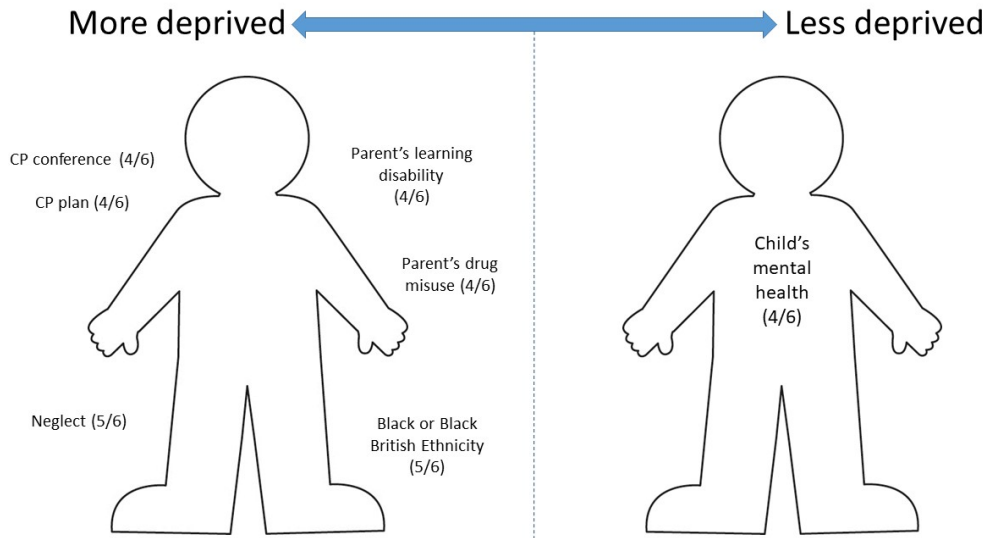 More deprived
Less deprived
CP conference (4/6)
CP plan (4/6)
Parent's learning
disability
(4/6)
Parent's drug
misuse (4/6)
Neglect (5/6)
Black or Black
British Ethnicity
(5/6)
Child's
mental
health
(4/6)